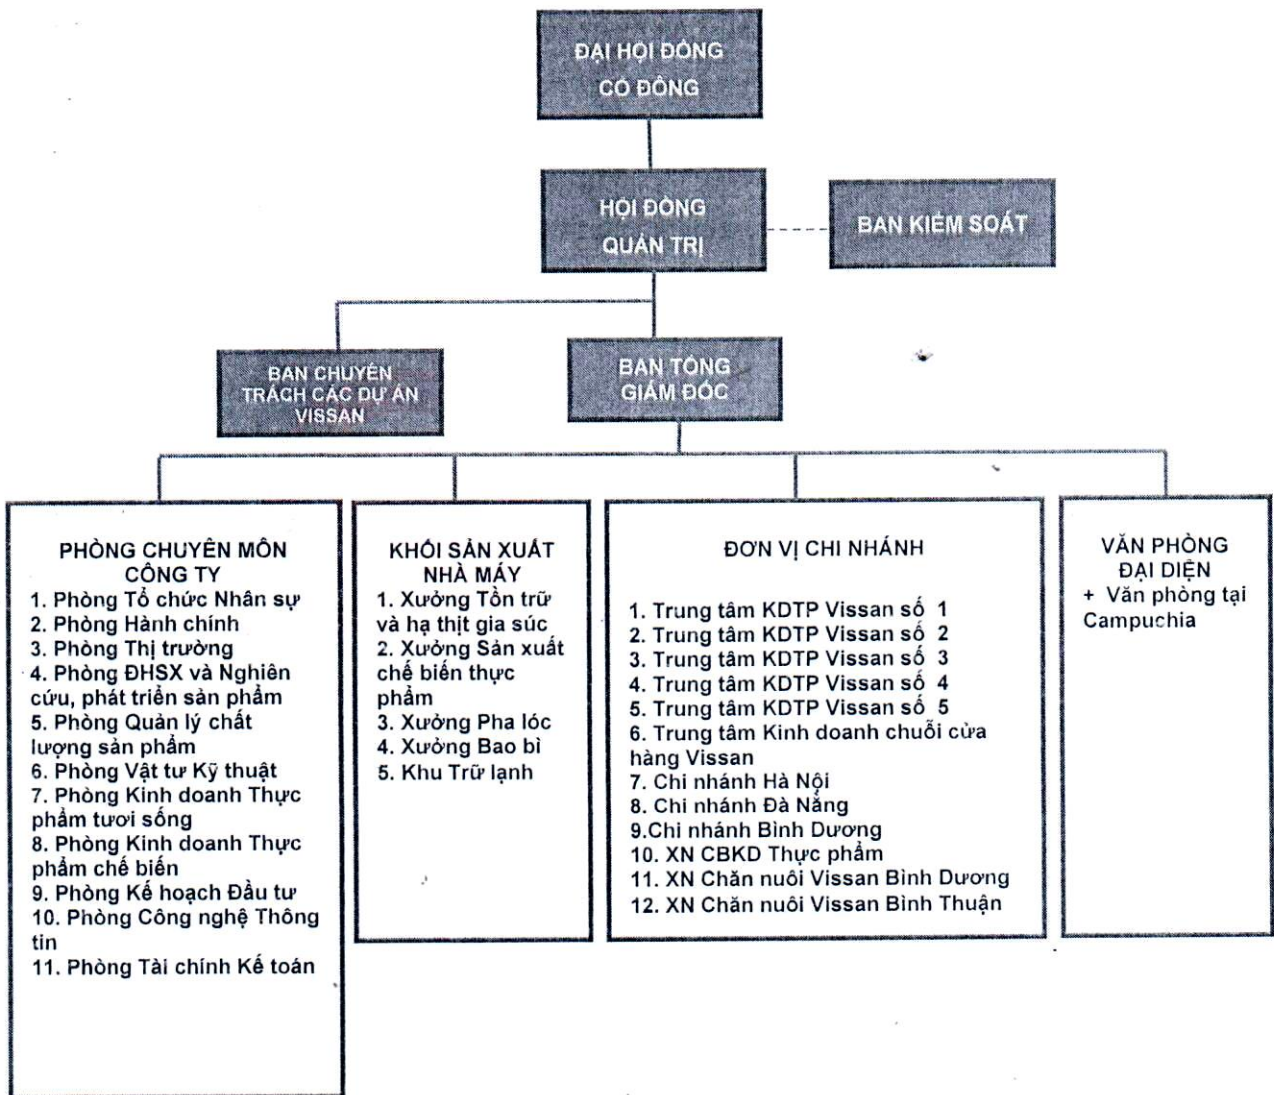 ĐẠI HỘI ĐỒNG
CỔ ĐÔNG
HỘI ĐỒNG
QUẢN TRỊ
BAN KIỂM SOÁT
BAN CHUYÊN
TRÁCH CÁC DỰ ÁN
VISSAN
BAN TỔNG
GIÁM ĐỐC
PHÒNG CHUYÊN MÔN
CÔNG TY
1. Phòng Tổ chức Nhân sự
2. Phòng Hành chính
3. Phòng Thị trường
4. Phòng ĐHSX và Nghiên
cứu, phát triển sản phẩm
5. Phòng Quản lý chất
lượng sản phẩm
6. Phòng Vật tư Kỹ thuật
7. Phòng Kinh doanh Thực
phẩm tươi sống
8. Phòng Kinh doanh Thực
phẩm chế biến
9. Phòng Kế hoạch Đầu tư
10. Phòng Công nghệ Thông
tin
11. Phòng Tài chính Kế toán
KHỐI SẢN XUẤT
NHÀ MÁY
1. Xưởng Tồn trữ
và hạ thịt gia súc
2. Xưởng Sản xuất
chế biến thực
phẩm
3. Xưởng Pha lóc
4. Xưởng Bao bì
5. Khu Trữ lạnh
ĐƠN VỊ CHI NHÁNH
1. Trung tâm KDTP Vissan số 1
2. Trung tâm KDTP Vissan số 2
3. Trung tâm KDTP Vissan số 3
4. Trung tâm KDTP Vissan số 4
5. Trung tâm KDTP Vissan số 5
6. Trung tâm Kinh doanh chuỗi cửa
hàng Vissan
7. Chi nhánh Hà Nội
8. Chi nhánh Đà Nẵng
9.Chi nhánh Bình Dương
10. XN CBKD Thực phẩm
11. XN Chăn nuôi Vissan Bình Dương
12. XN Chăn nuôi Vissan Bình Thuận
VĂN PHÒNG
ĐẠI DIỆN
+ Văn phòng tại
Campuchia